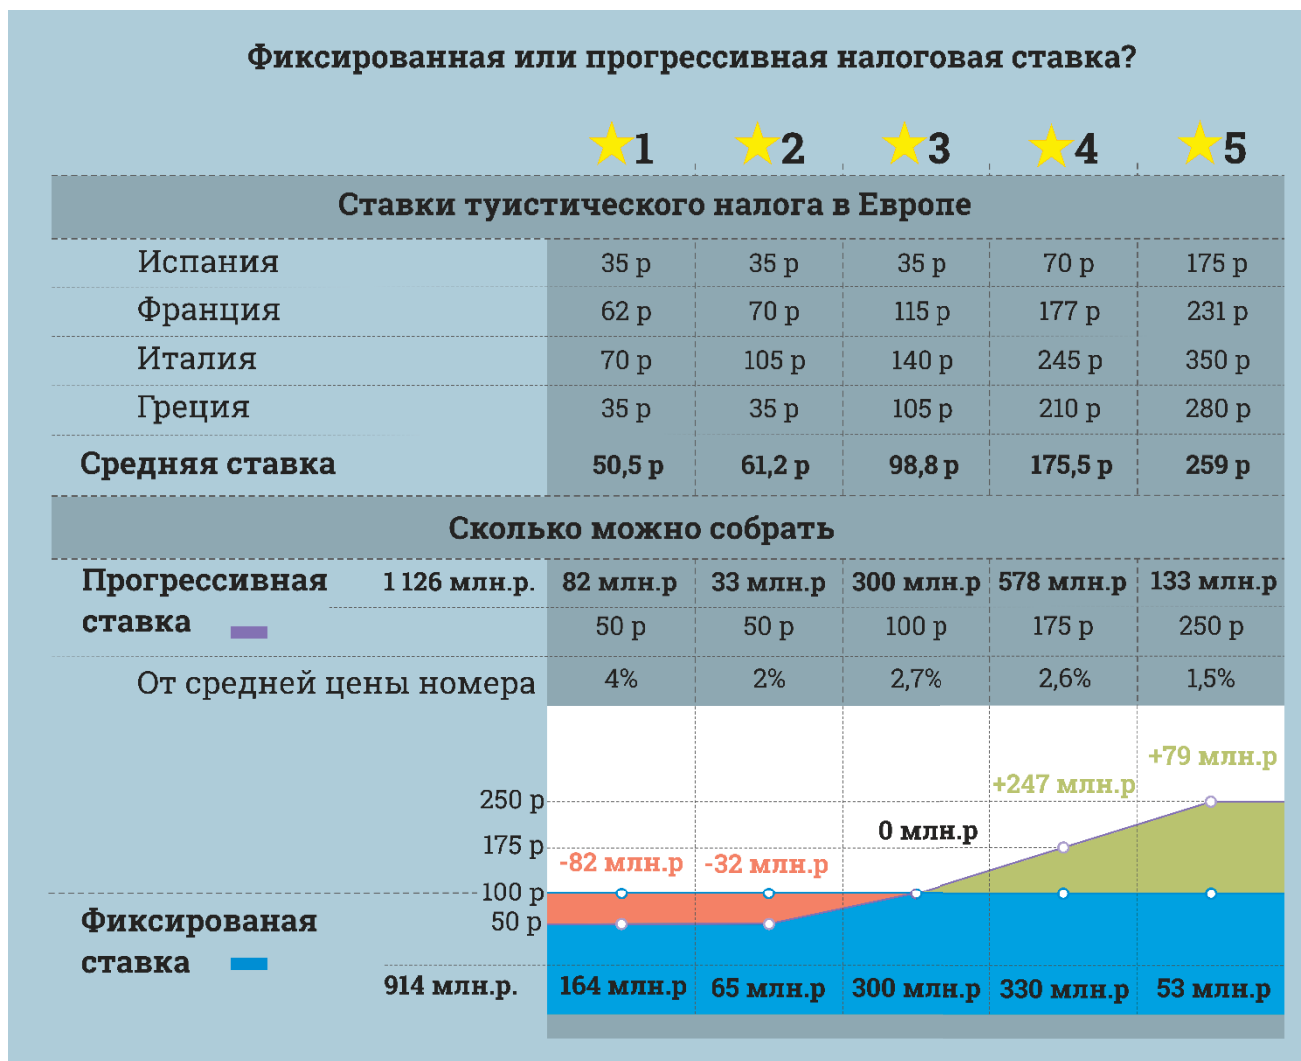 Фиксированная или прогрессивная налоговая ставка?
1 2 3 4 5
Ставки туистического налога в Европе
Испания 35 р 35 р 35 р 70 р 175 р
Франция 62 р 70 р 115 р 177 р 231 р
Италия 70 р 105 р 140 р 245 р 350 р
Греция 35 р 35 р 105 р 210 р 280 р
Средняя ставка 50,5 р 61,2 р 98,8 р 175,5 р 259 р
Сколько можно собрать
Прогрессивная 1 126 млн.р. 82 млн.р 33 млн.р 300 млн.р 578 млн.р 133 млн.р
ставка 50 р 50 р 100 р 175 р 250 р
От средней цены номера 4% 2% 2,7% 2,6% 1,5%
+79 млн.р
+247 млн.р
250 р
0 млн.р
175 р
-82 млн.р -32 млн.р
100 р
Фиксированая 50 р
ставка
914 млн.р. 164 млн.р 65 млн.р 300 млн.р 330 млн.р 53 млн.р